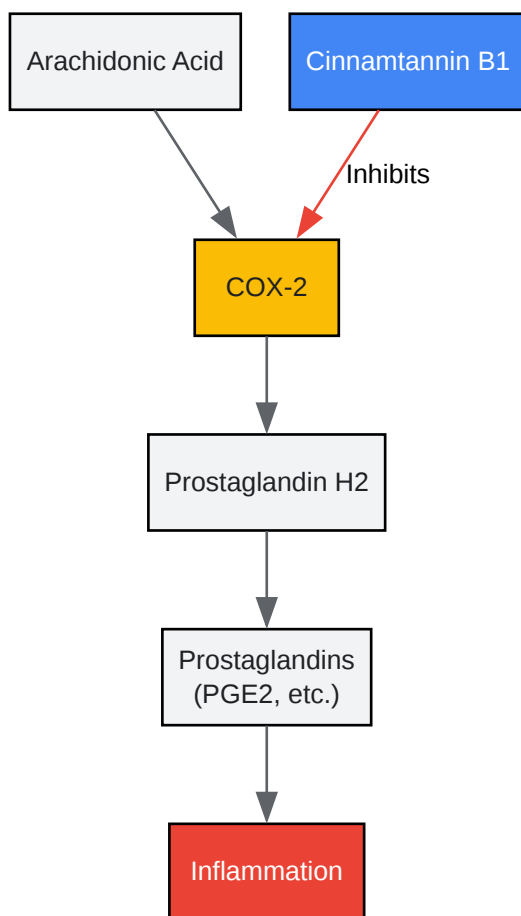 Arachidonic Acid
Cinnamtannin B1
Inhibits
COX-2
Prostaglandin H2
Prostaglandins
(PGE2, etc.)
Inflammation